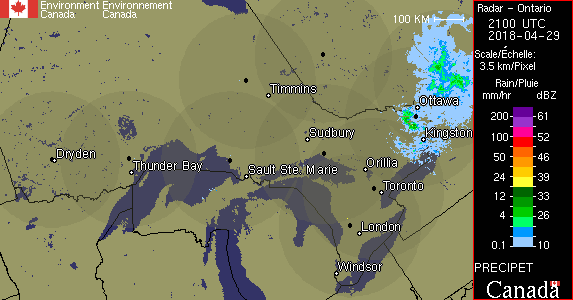 Environment Environnement
Canada Canada
100 KM
Timmins
Ottawa
Sudbury
Kingston
Dryden
Thunder Bay
Sault Ste. Marie
Orillia
Toronto
London
Windsor
Radar - Ontario
2100 UTC
2018-04-29
Scale/Échelle:
3.5 km/Pixel
Rain/Pluie
mm/hr dBZ
200 61
100 52
50 46
24 39
12 33
4 26
0.1 10
PRECIPET
Canada